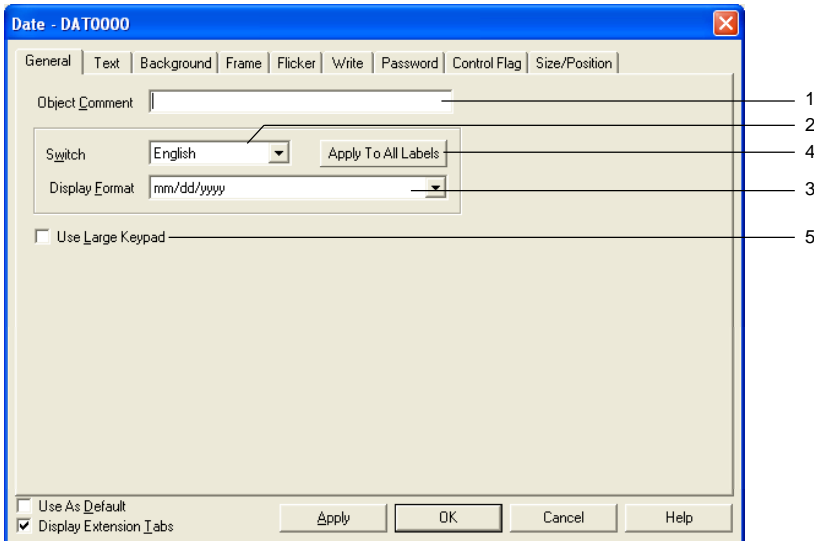 Date - DAT0000
General Text Background Frame Flicker Write Password Control Flag Size/Position
Object Comment 1
2
Switch English Apply To All Labels 4
Display Format mm/dd/yyyy 3
Use Large Keypad 5
Use As Default
Display Extension Tabs
Apply OK Cancel Help